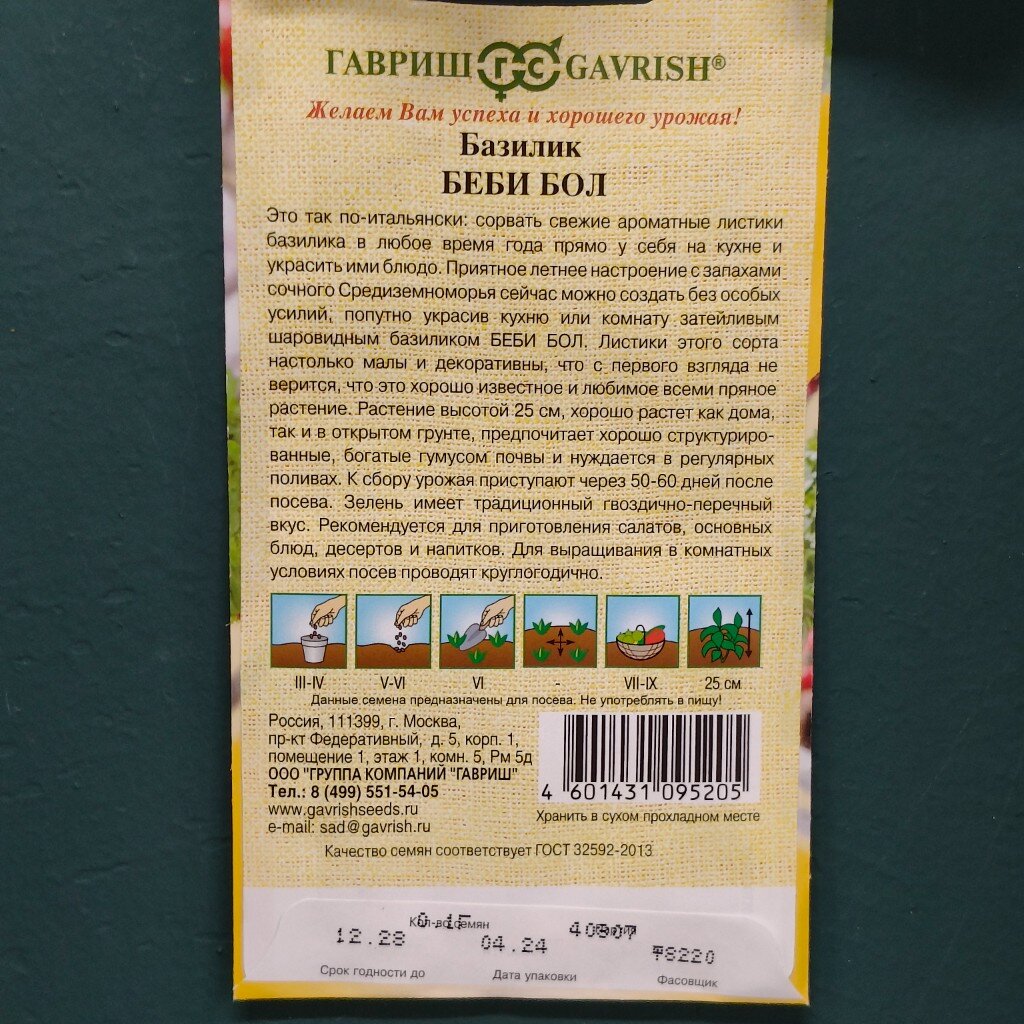 ГАВРИШ ГС GAVRISH®
Желаем Вам успеха и хорошего урожая!
Базилик
БЕБИ БОЛ
Это так по-итальянски: сорвать свежие ароматные листики
базилика в любое время года прямо у себя на кухне и
украсить ими блюдо. Приятное летнее настроение с запахами
сочного Средиземноморья сейчас можно создать без особых
усилий, попутно украсив кухню или комнату затейливым
шаровидным базиликом БЕБИ БОЛ. Листики этого сорта
настолько малы и декоративны, что с первого взгляда не
верится, что это хорошо известное и любимое всеми пряное
растение. Растение высотой 25 см, хорошо растет как дома,
так и в открытом грунте, предпочитает хорошо структуриро-
ванные, богатые гумусом почвы и нуждается в регулярных
поливах. К сбору урожая приступают через 50-60 дней после
посева. Зелень имеет традиционный гвоздично-перечный
вкус. Рекомендуется для приготовления салатов, основных
блюд, десертов и напитков. Для выращивания в комнатных
условиях посев проводят круглогодично.
III-IV V-VI VI - VII-IX 25 см
Данные семена предназначены для посева. Не употреблять в пищу!
Россия, 111399, г. Москва,
пр-кт Федеративный, д. 5, корп. 1,
помещение 1, этаж 1, комн. 5, Рм 5д
ООО "ГРУППА КОМПАНИЙ "ГАВРИШ"
Тел.: 8 (499) 551-54-05
www.gavrishseeds.ru
e-mail: sad@gavrish.ru
4 601431 095205
Хранить в сухом прохладном месте
Качество семян соответствует ГОСТ 32592-2013
Кол-во семян
0.15
12.28 04.24 8220
Срок годности до Дата упаковки Фасовщик